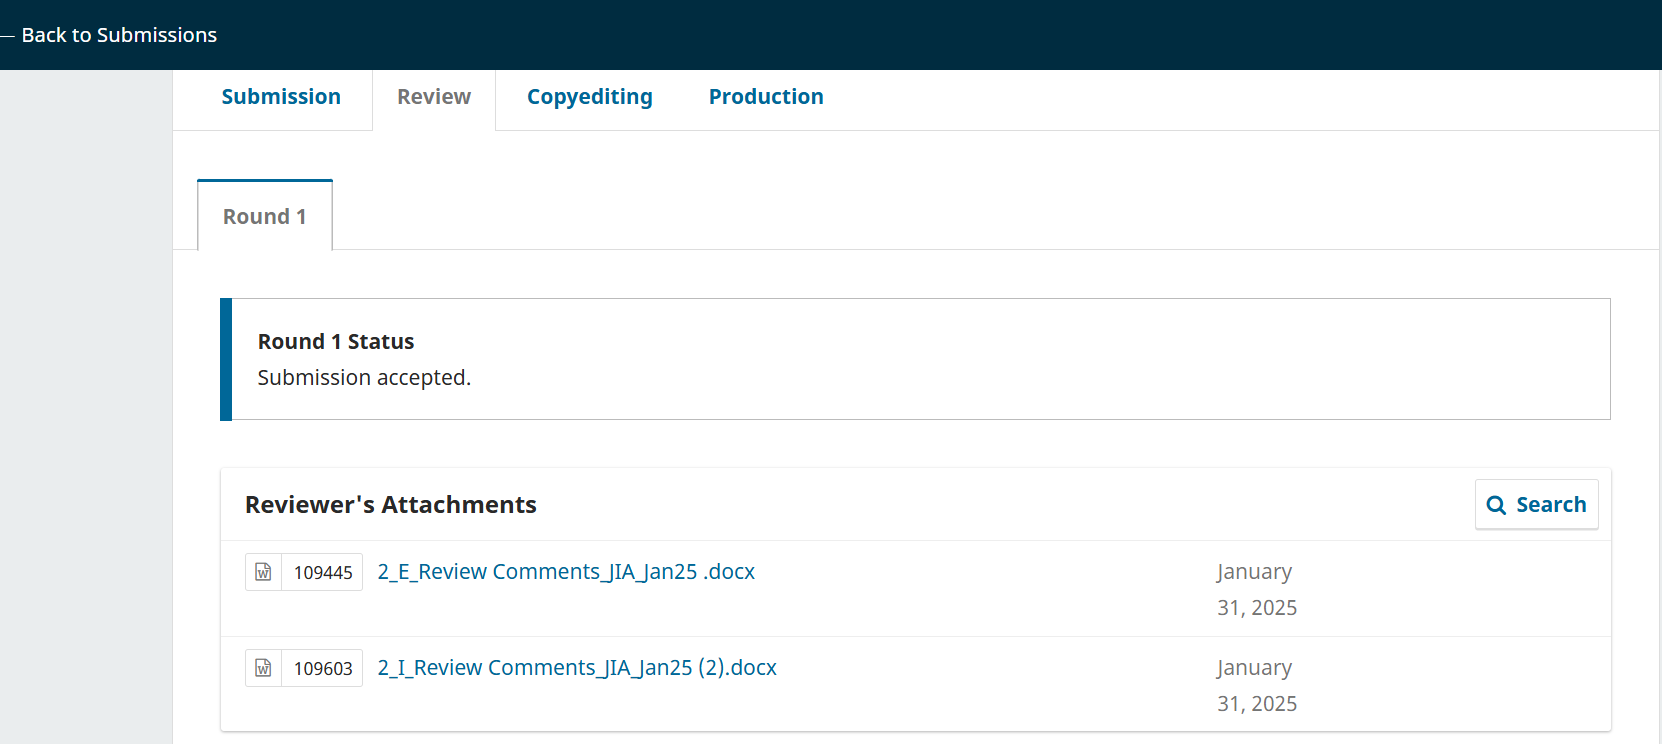 Back to Submissions
Submission Review Copyediting Production
Round 1
Round 1 Status
Submission accepted.
Reviewer's Attachments Search
109445 2_E_Review Comments_JIA_Jan25 .docx January
31, 2025
109603 2_I_Review Comments_JIA_Jan25 (2).docx January
31, 2025